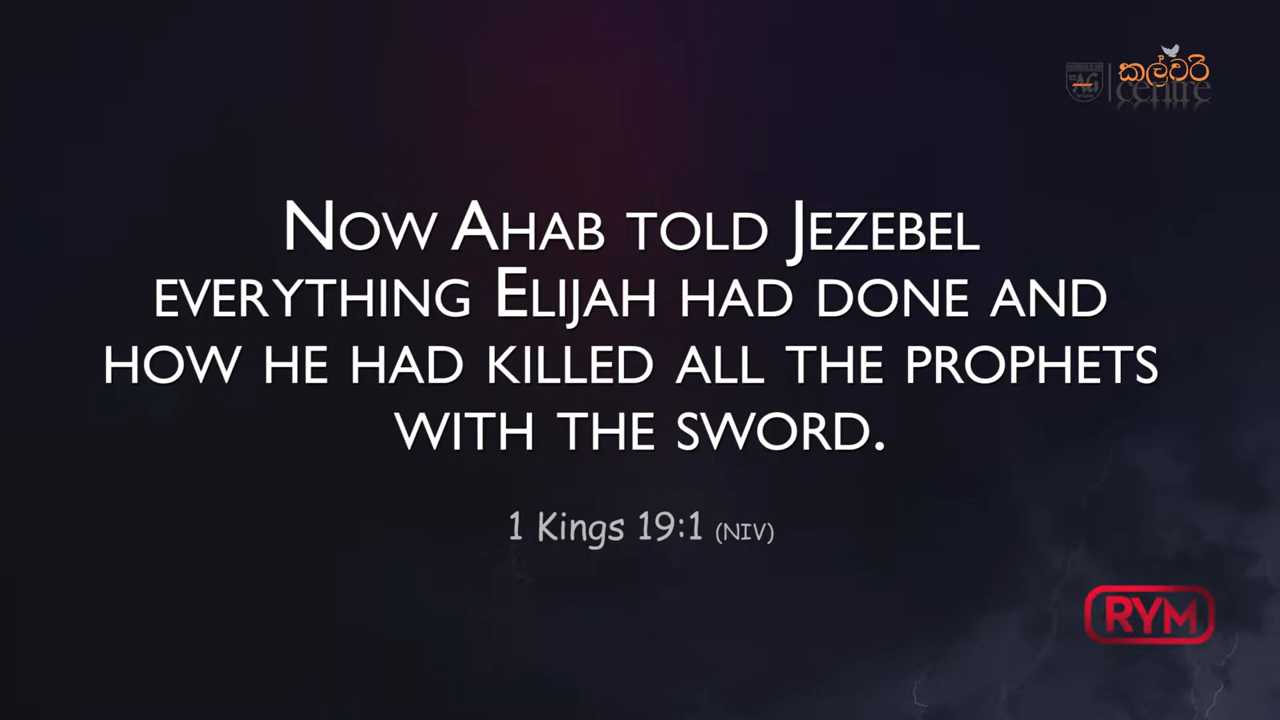 කල්වරි
centre
AG
Now Ahab told Jezebel
everything Elijah had done and
how he had killed all the prophets
with the sword.
1 Kings 19:1 (NIV)
RYM